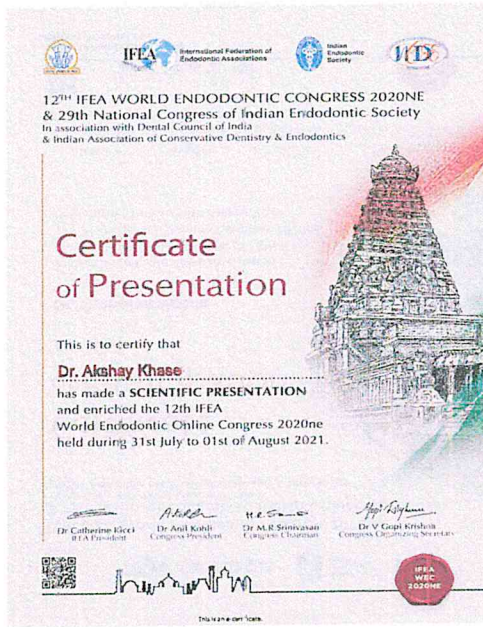 IFEA
International Federation of
Endodontic Associations
Indian
Endodontic
Society
12TH IFEA WORLD ENDODONTIC CONGRESS 2020NE
& 29th National Congress of Indian Endodontic Society
In association with Dental Council of India
& Indian Association of Conservative Dentistry & Endodontics
Certificate
of Presentation
This is to certify that
Dr. Akshay Khase
has made a SCIENTIFIC PRESENTATION
and enriched the 12th IFEA
World Endodontic Online Congress 2020ne
held during 31st July to 01st of August 2021.
Dr Catherine Ricci
IFEA President
Dr Anil Kohli
Congress President
Dr M.R.Srinivasan
Congress Chairman
Dr V Gopi Krishna
Congress Organizing Secretary
IFEA
WEC
2020NE
This is an e-certificate.